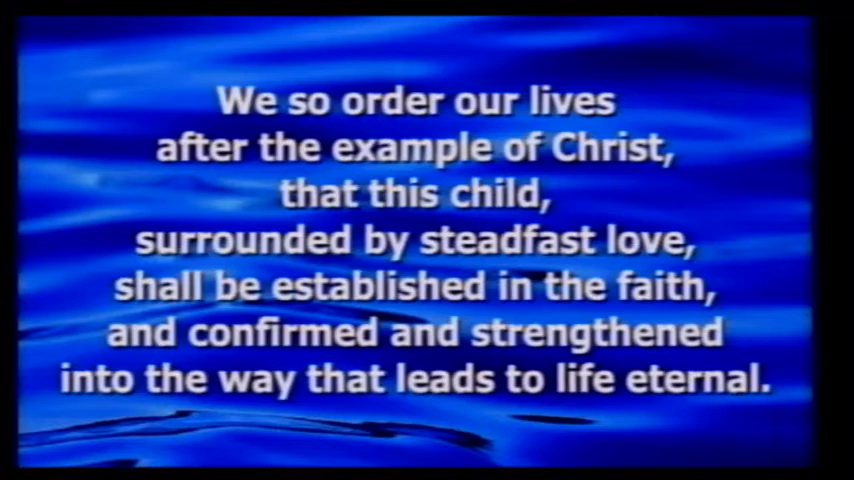 We so order our lives
after the example of Christ,
that this child,
surrounded by steadfast love,
shall be established in the faith,
and confirmed and strengthened
into the way that leads to life eternal.